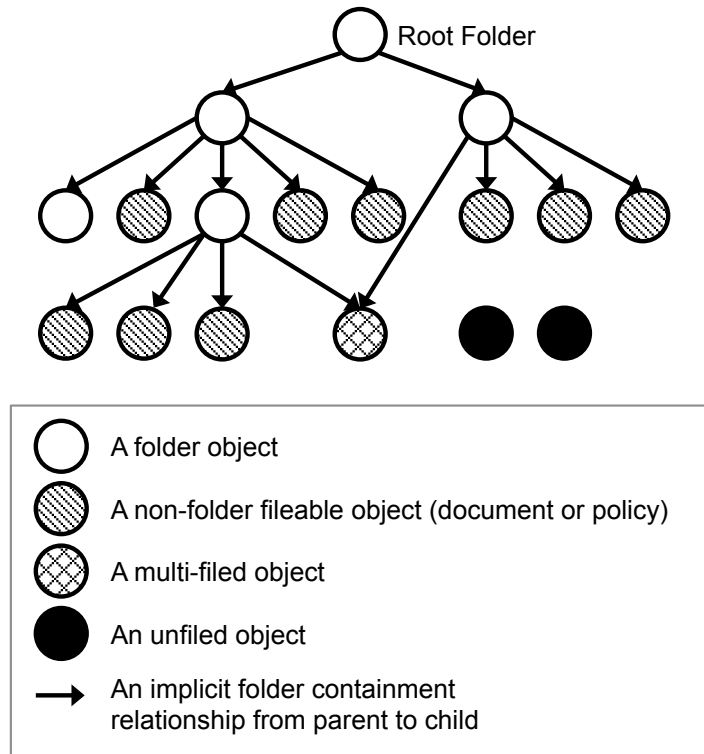 Root Folder
A folder object
A non-folder fileable object (document or policy)
A multi-filed object
An unfiled object
An implicit folder containment
relationship from parent to child